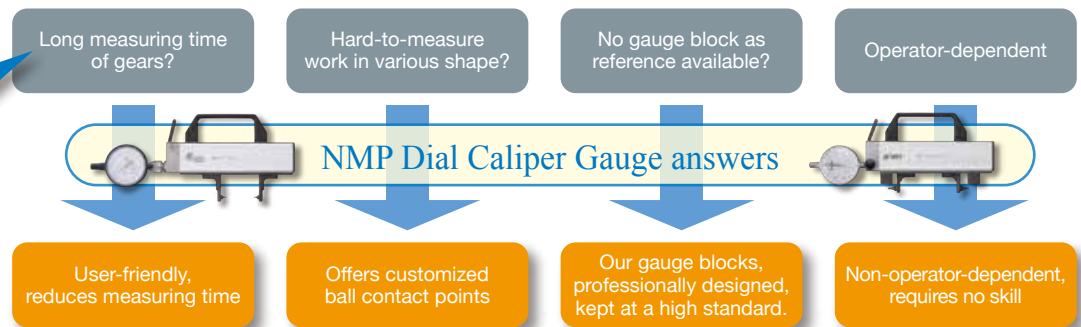 Long measuring time
of gears?
Hard-to-measure
work in various shape?
No gauge block as
reference available?
Operator-dependent
NMP Dial Caliper Gauge answers
User-friendly,
reduces measuring time
Offers customized
ball contact points
Our gauge blocks,
professionally designed,
kept at a high standard.
Non-operator-dependent,
requires no skill